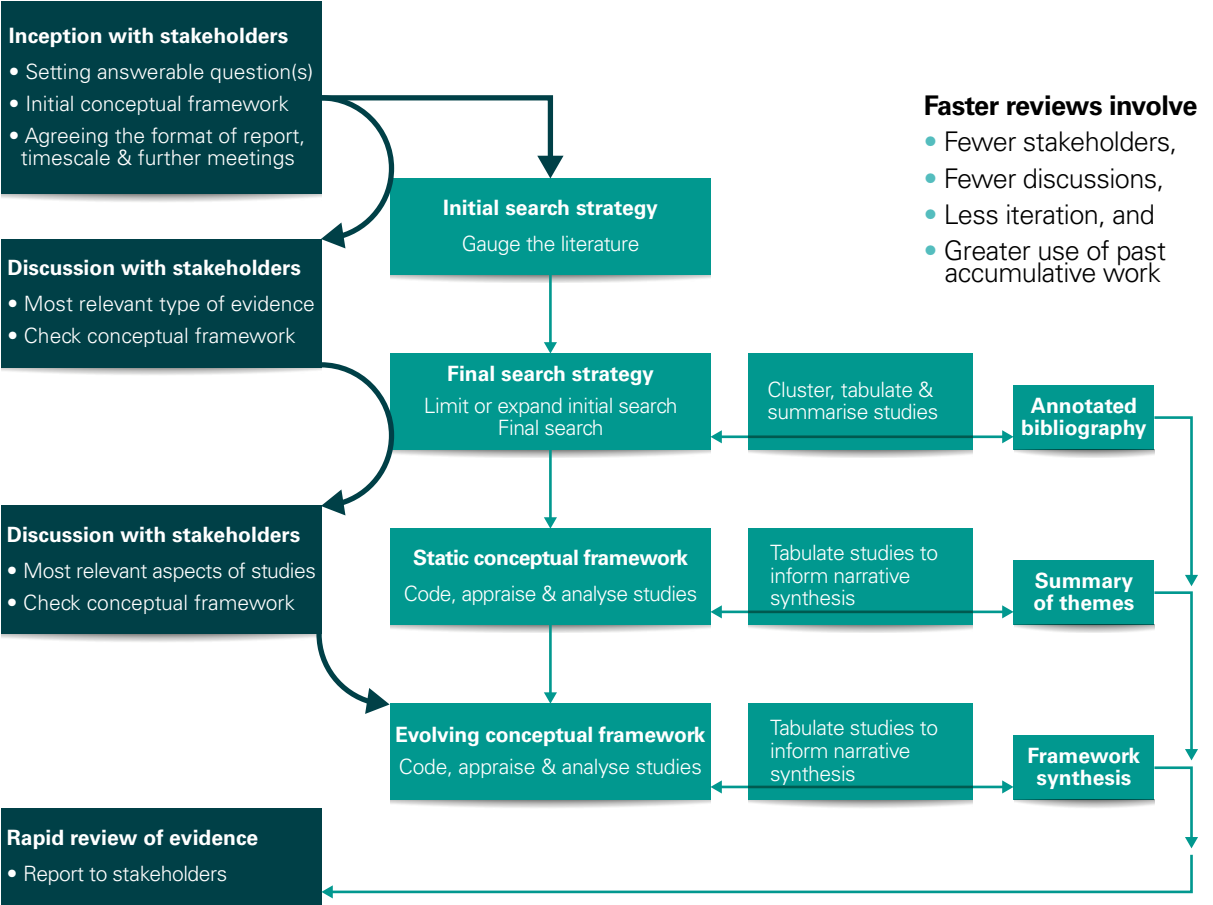 Inception with stakeholders
• Setting answerable question(s)
• Initial conceptual framework
• Agreeing the format of report,
timescale & further meetings
Faster reviews involve
• Fewer stakeholders,
• Fewer discussions,
• Less iteration, and
• Greater use of past
accumulative work
Initial search strategy
Gauge the literature
Discussion with stakeholders
• Most relevant type of evidence
• Check conceptual framework
Final search strategy
Limit or expand initial search
Final search
Cluster, tabulate &
summarise studies
Annotated
bibliography
Discussion with stakeholders
• Most relevant aspects of studies
• Check conceptual framework
Static conceptual framework
Code, appraise & analyse studies
Tabulate studies to
inform narrative
synthesis
Summary
of themes
Evolving conceptual framework
Code, appraise & analyse studies
Tabulate studies to
inform narrative
synthesis
Framework
synthesis
Rapid review of evidence
• Report to stakeholders